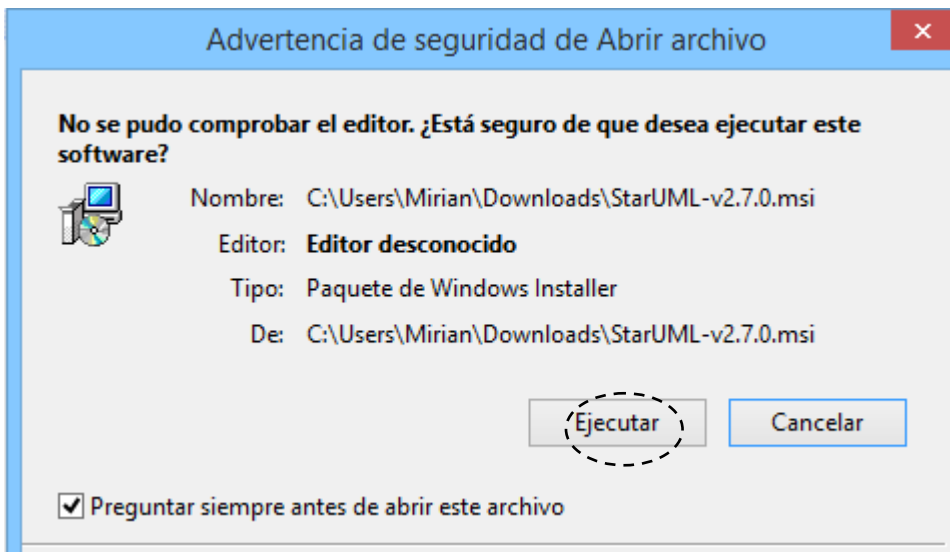 Advertencia de seguridad de Abrir archivo
No se pudo comprobar el editor. ¿Está seguro de que desea ejecutar este
software?
Nombre: C:\Users\Mirian\Downloads\StarUML-v2.7.0.msi
Editor: Editor desconocido
Tipo: Paquete de Windows Installer
De: C:\Users\Mirian\Downloads\StarUML-v2.7.0.msi
Ejecutar Cancelar
Preguntar siempre antes de abrir este archivo